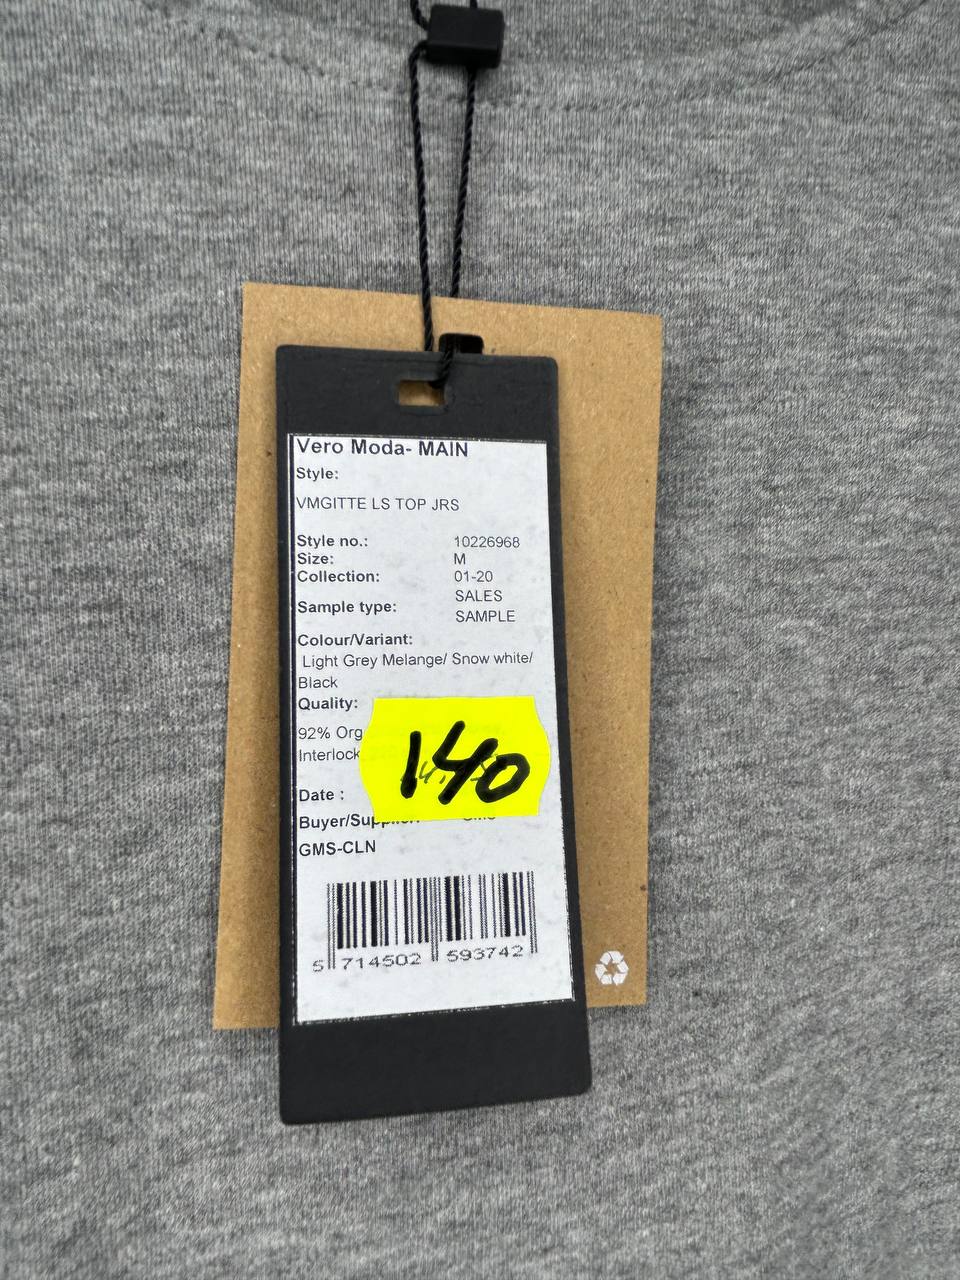 Vero Moda- MAIN
Style:
VMGITTE LS TOP JRS
Style no.: 10226968
Size: M
Collection: 01-20
Sample type: SALES
SAMPLE
Colour/Variant:
Light Grey Melange/ Snow white/
Black
Quality:
92% Org
Interlock
140
Date :
Buyer/Supplier:
GMS-CLN
5 714502 593742